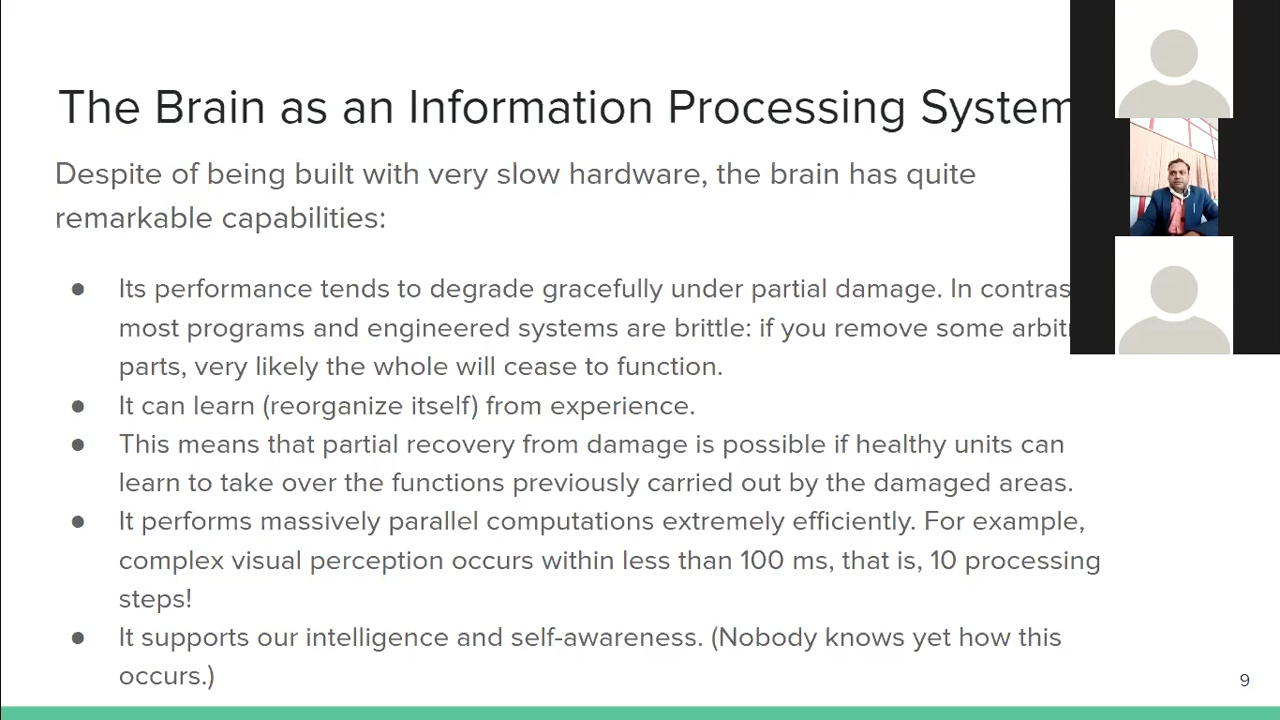 The Brain as an Information Processing System
Despite of being built with very slow hardware, the brain has quite
remarkable capabilities:
● Its performance tends to degrade gracefully under partial damage. In contras
most programs and engineered systems are brittle: if you remove some arbit
parts, very likely the whole will cease to function.
● It can learn (reorganize itself) from experience.
● This means that partial recovery from damage is possible if healthy units can
learn to take over the functions previously carried out by the damaged areas.
● It performs massively parallel computations extremely efficiently. For example,
complex visual perception occurs within less than 100 ms, that is, 10 processing
steps!
● It supports our intelligence and self-awareness. (Nobody knows yet how this
occurs.)
9